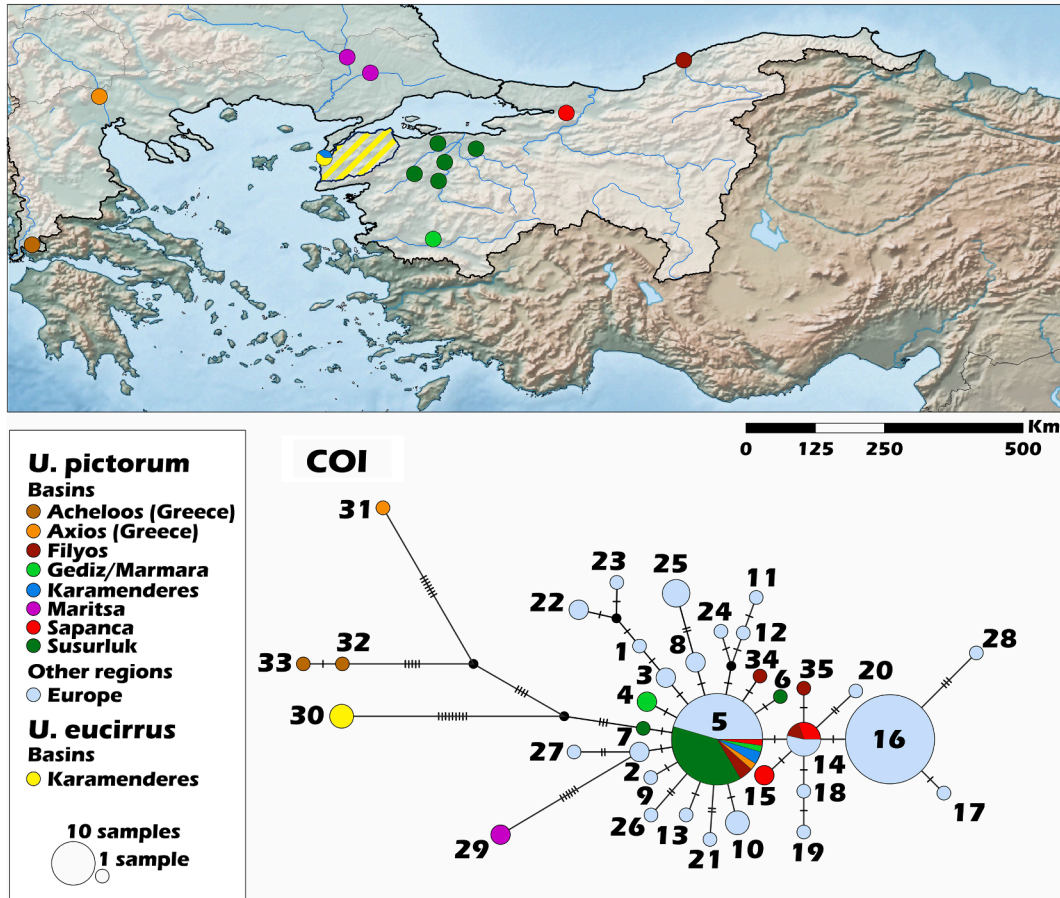 Km
0 125 250 500
U. pictorum
Basins
Acheloos (Greece)
Axios (Greece)
Filyos
Gediz/Marmara
Karamenderes
Maritsa
Sapanca
Susurluk
Other regions
Europe
U. eucirrus
Basins
Karamenderes
10 samples
1 sample
COI
31
23
25
11
22
24
12
28
1
8
34
35
20
33
32
3
6
4
30
5
16
7
27
14
2
15
18
9
17
26
13
10
19
29
21